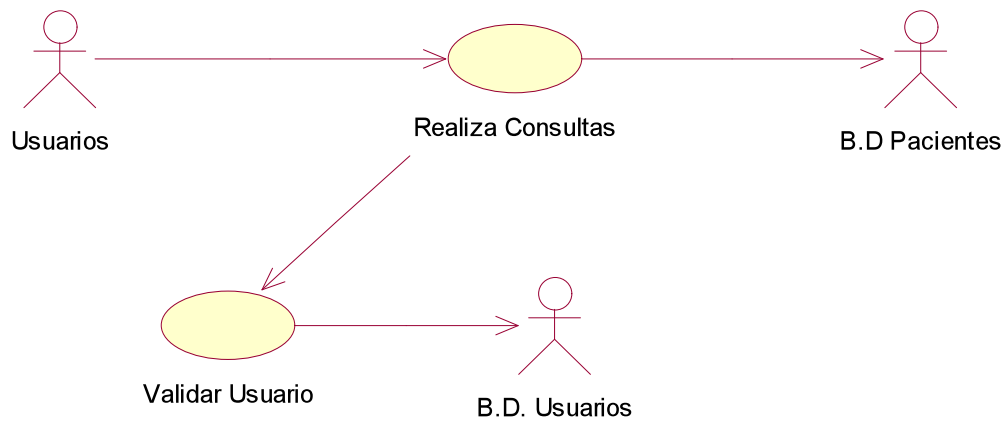 Usuarios
Realiza Consultas
B.D Pacientes
Validar Usuario
B.D. Usuarios